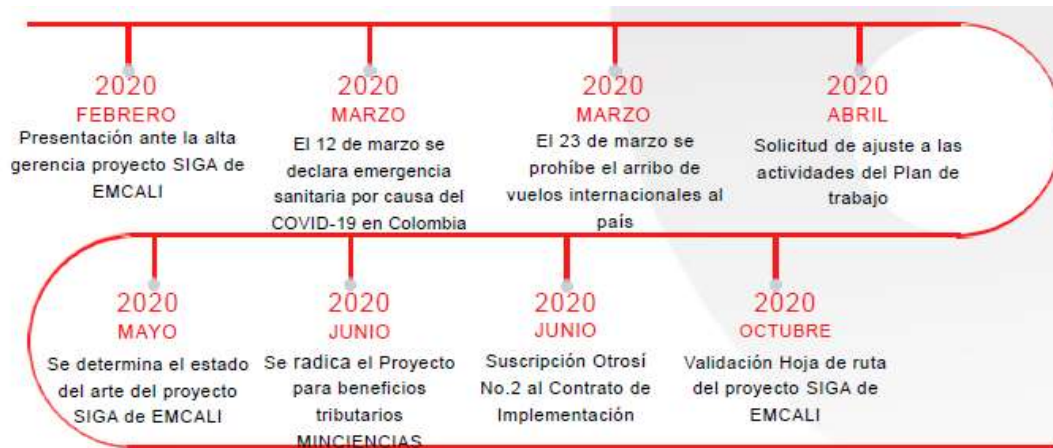 2020
FEBRERO
Presentación ante la alta
gerencia proyecto SIGA de
EMCALI
2020
MARZO
El 12 de marzo se
declara emergencia
sanitaria por causa del
COVID-19 en Colombia
2020
MARZO
El 23 de marzo se
prohíbe el arribo de
vuelos internacionales al
país
2020
ABRIL
Solicitud de ajuste a las
actividades del Plan de
trabajo
2020
MAYO
Se determina el estado
del arte del proyecto
SIGA de EMCALI
2020
JUNIO
Se radica el Proyecto
para beneficios
tributarios
MINCIENCIAS
2020
JUNIO
Suscripción Otrosí
No.2 al Contrato de
Implementación
2020
OCTUBRE
Validación Hoja de ruta
del proyecto SIGA de
EMCALI